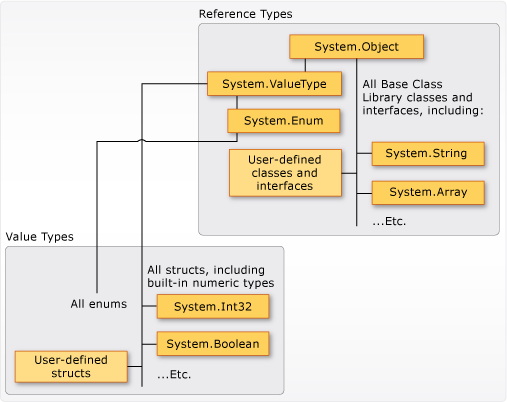 Reference Types
System.Object
System.ValueType
System.Enum
User-defined
classes and
interfaces
All Base Class
Library classes and
interfaces, including:
System.String
System.Array
...Etc.
Value Types
All enums
All structs, including
built-in numeric types
System.Int32
System.Boolean
User-defined
structs
...Etc.